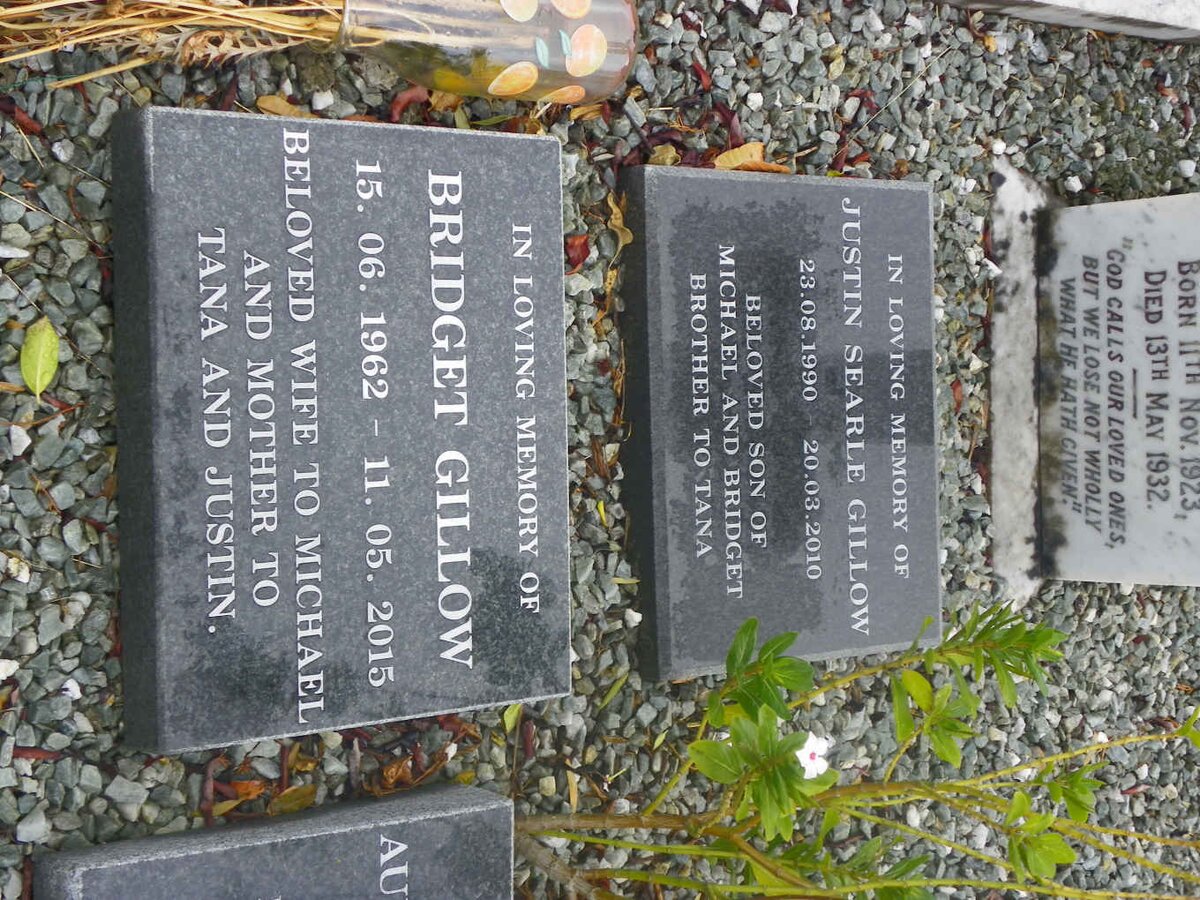 BORN 11TH NOV. 1923,
DIED 13TH MAY 1932.
"GOD CALLS OUR LOVED ONES,
BUT WE LOSE NOT WHOLLY
WHAT HE HATH GIVEN."
IN LOVING MEMORY OF
JUSTIN SEARLE GILLOW
23.08.1990 - 20.03.2010
BELOVED SON OF
MICHAEL AND BRIDGET
BROTHER TO TANA
IN LOVING MEMORY OF
BRIDGET GILLOW
15. 06. 1962 - 11. 05. 2015
BELOVED WIFE TO MICHAEL
AND MOTHER TO
TANA AND JUSTIN.
AU